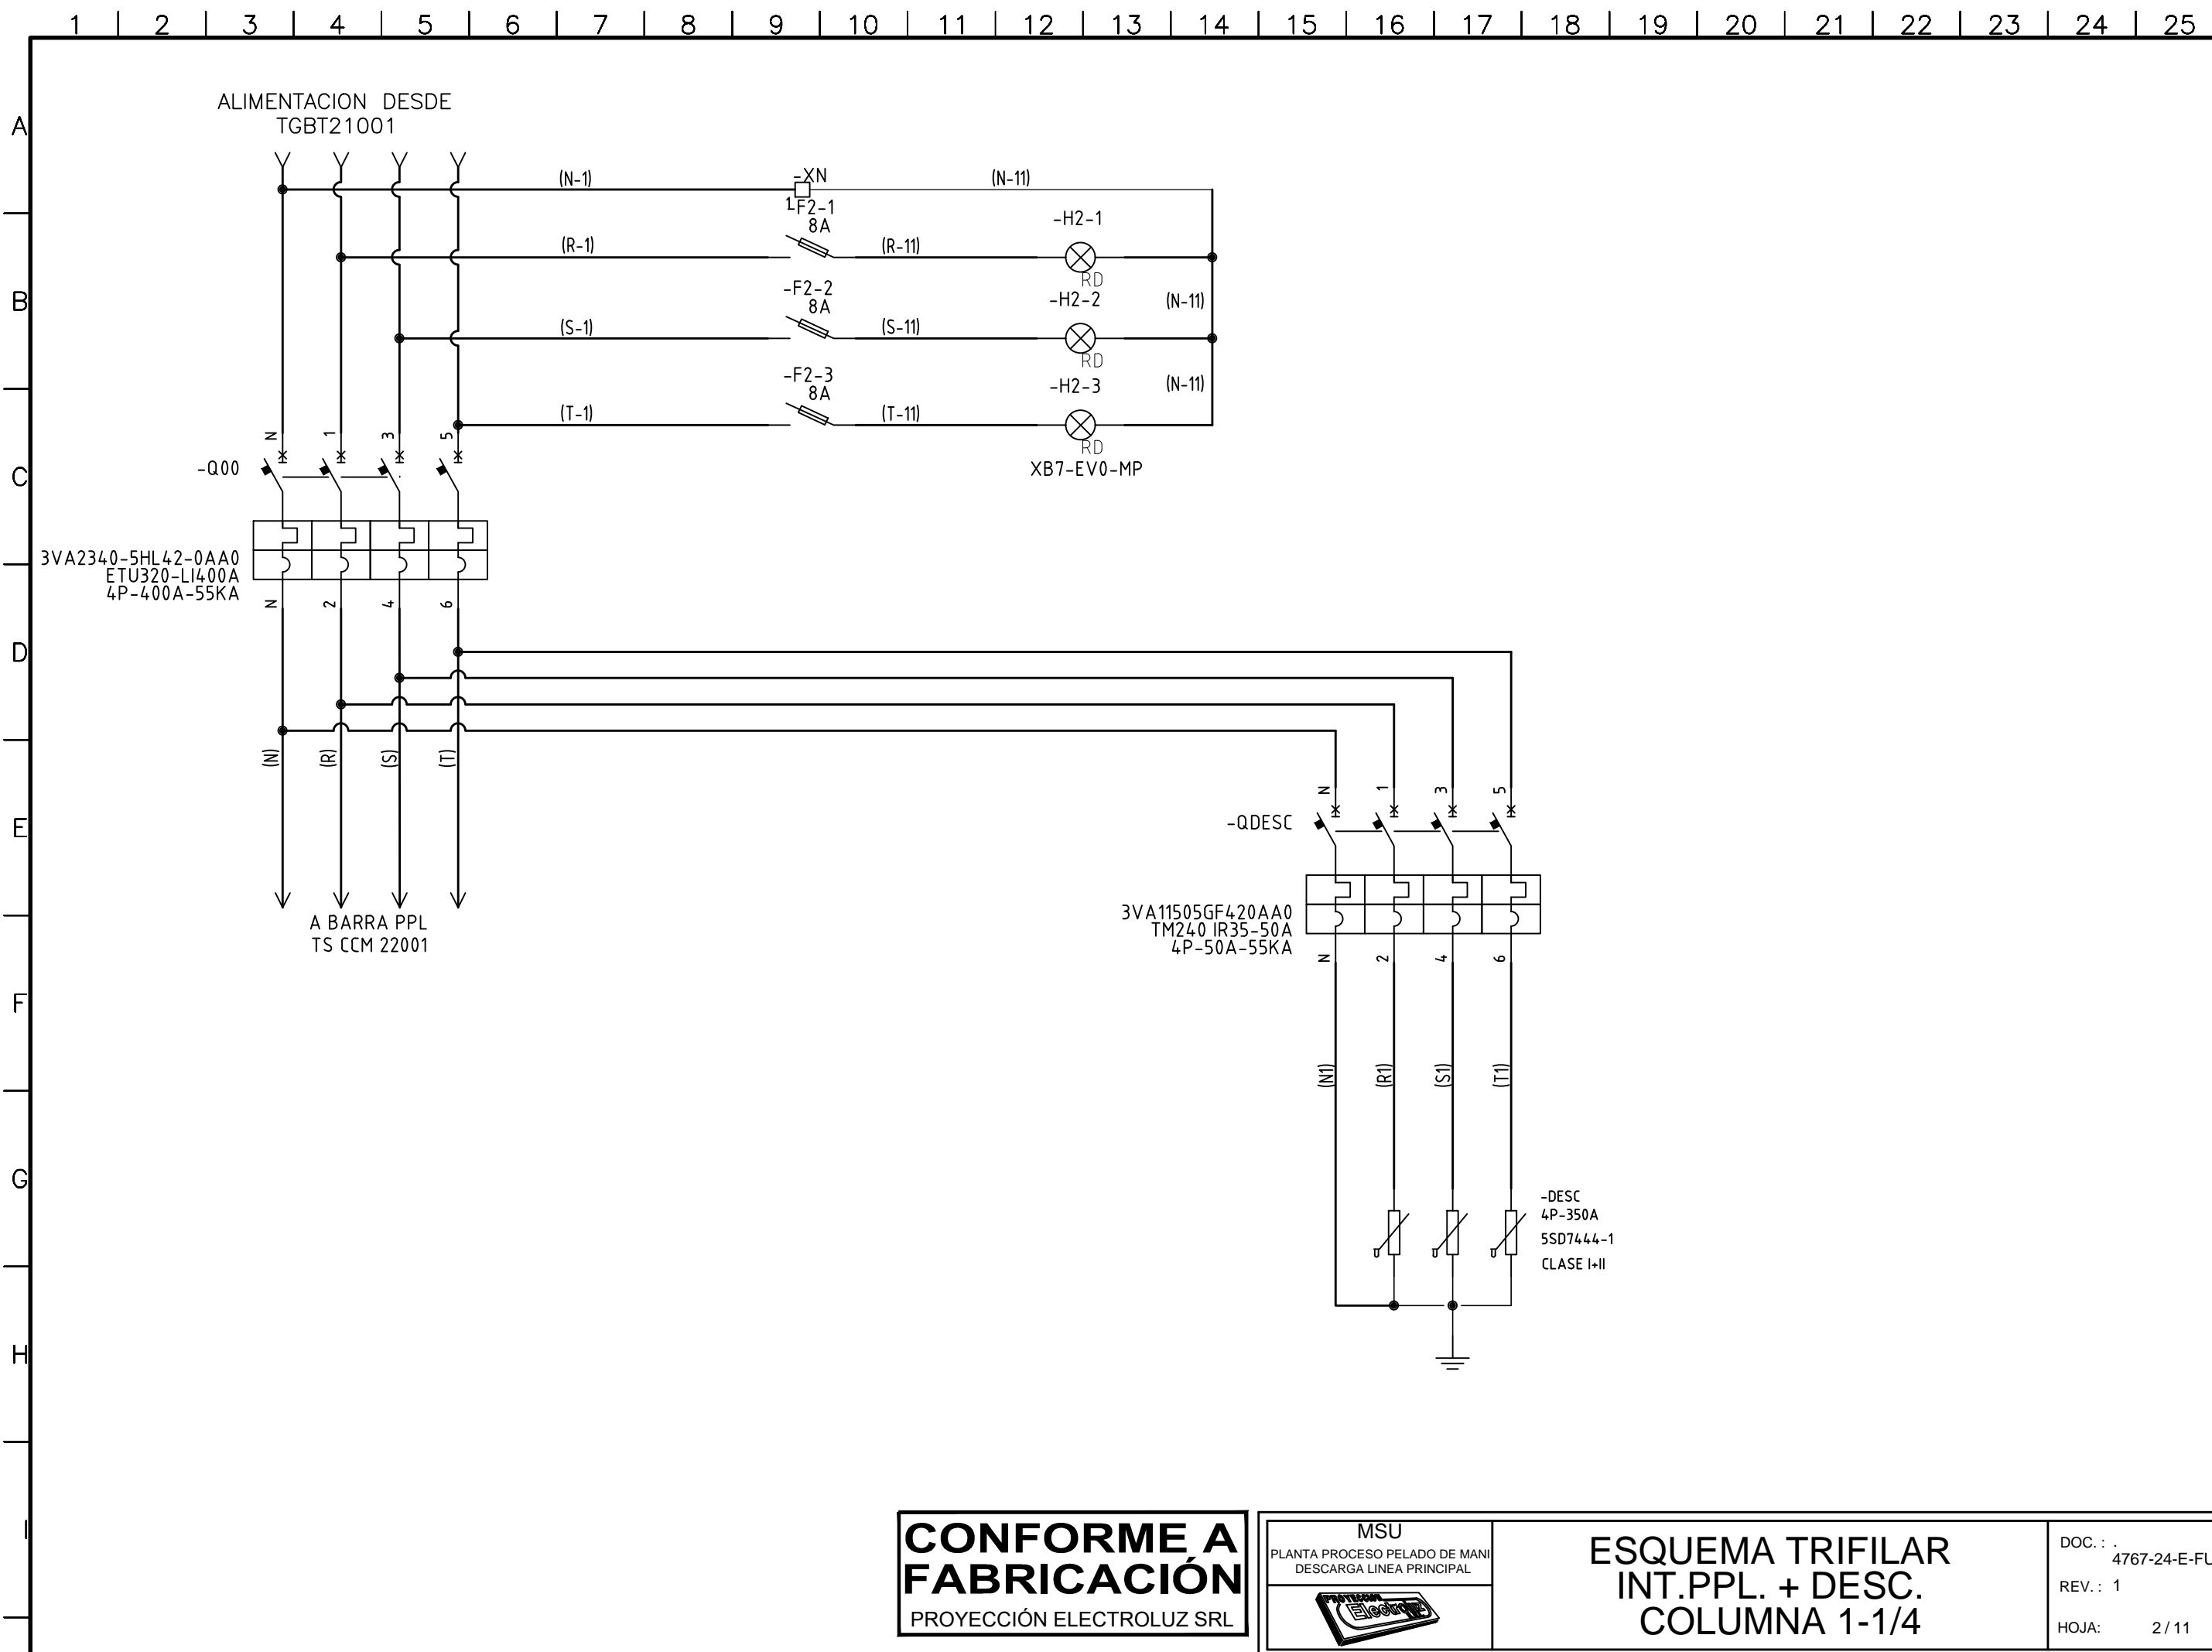 1 2 3 4 5 6 7 8 9 10 11 12 13 14 15 16 17 18 19 20 21 22 23 24 25
A
B
C
D
E
F
G
H
I
ALIMENTACION DESDE
TGBT21001
(N-1)
-XN
1
(N-11)
-F2-1
8A
-H2-1
(R-1)
(R-11)
RD
-F2-2
8A
-H2-2
(N-11)
(S-1)
(S-11)
RD
-F2-3
8A
-H2-3
(N-11)
(T-1)
(T-11)
RD
XB7-EV0-MP
N 1 3 5
-Q00
3VA2340-5HL42-0AA0
ETU320-LI400A
4P-400A-55KA
N 2 4 6
(N) (R) (S) (T)
A BARRA PPL
TS CCM 22001
N 1 3 5
-QDESC
3VA11505GF420AA0
TM240 IR35-50A
4P-50A-55KA
N 2 4 6
(N1) (R1) (S1) (T1)
U U U
-DESC
4P-350A
5SD7444-1
CLASE I+II
CONFORME A
FABRICACIÓN
PROYECCIÓN ELECTROLUZ SRL
MSU
PLANTA PROCESO PELADO DE MANI
DESCARGA LINEA PRINCIPAL
PROYECCION
Electroluz
ESQUEMA TRIFILAR
INT.PPL. + DESC.
COLUMNA 1-1/4
DOC. : .
4767-24-E-FU
REV. : 1
HOJA: 2 / 11